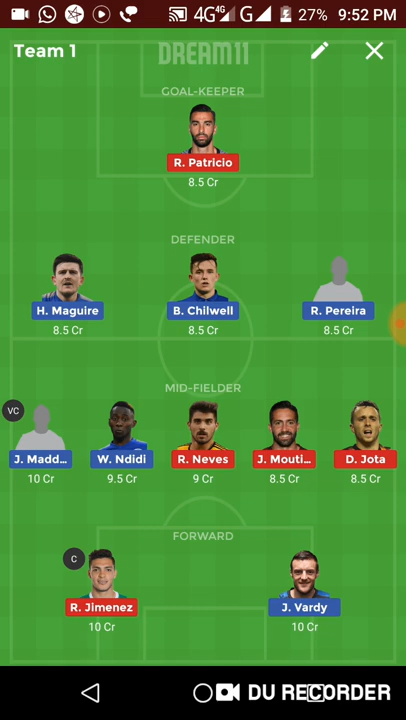 4G 4G G 27% 9:52 PM
Team 1 DREAM11
GOAL-KEEPER
R. Patricio
8.5 Cr
DEFENDER
H. Maguire B. Chilwell R. Pereira
8.5 Cr 8.5 Cr 8.5 Cr
MID-FIELDER
VC
J. Madd... W. Ndidi R. Neves J. Mouti... D. Jota
10 Cr 9.5 Cr 9 Cr 8.5 Cr 8.5 Cr
FORWARD
C
R. Jimenez J. Vardy
10 Cr 10 Cr
DU RECORDER